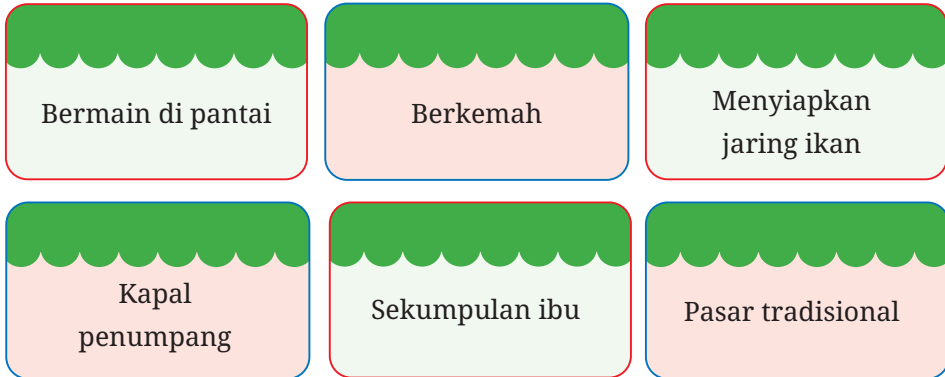 Bermain di pantai
Berkemah
Menyiapkan
jaring ikan
Kapal
penumpang
Sekumpulan ibu
Pasar tradisional